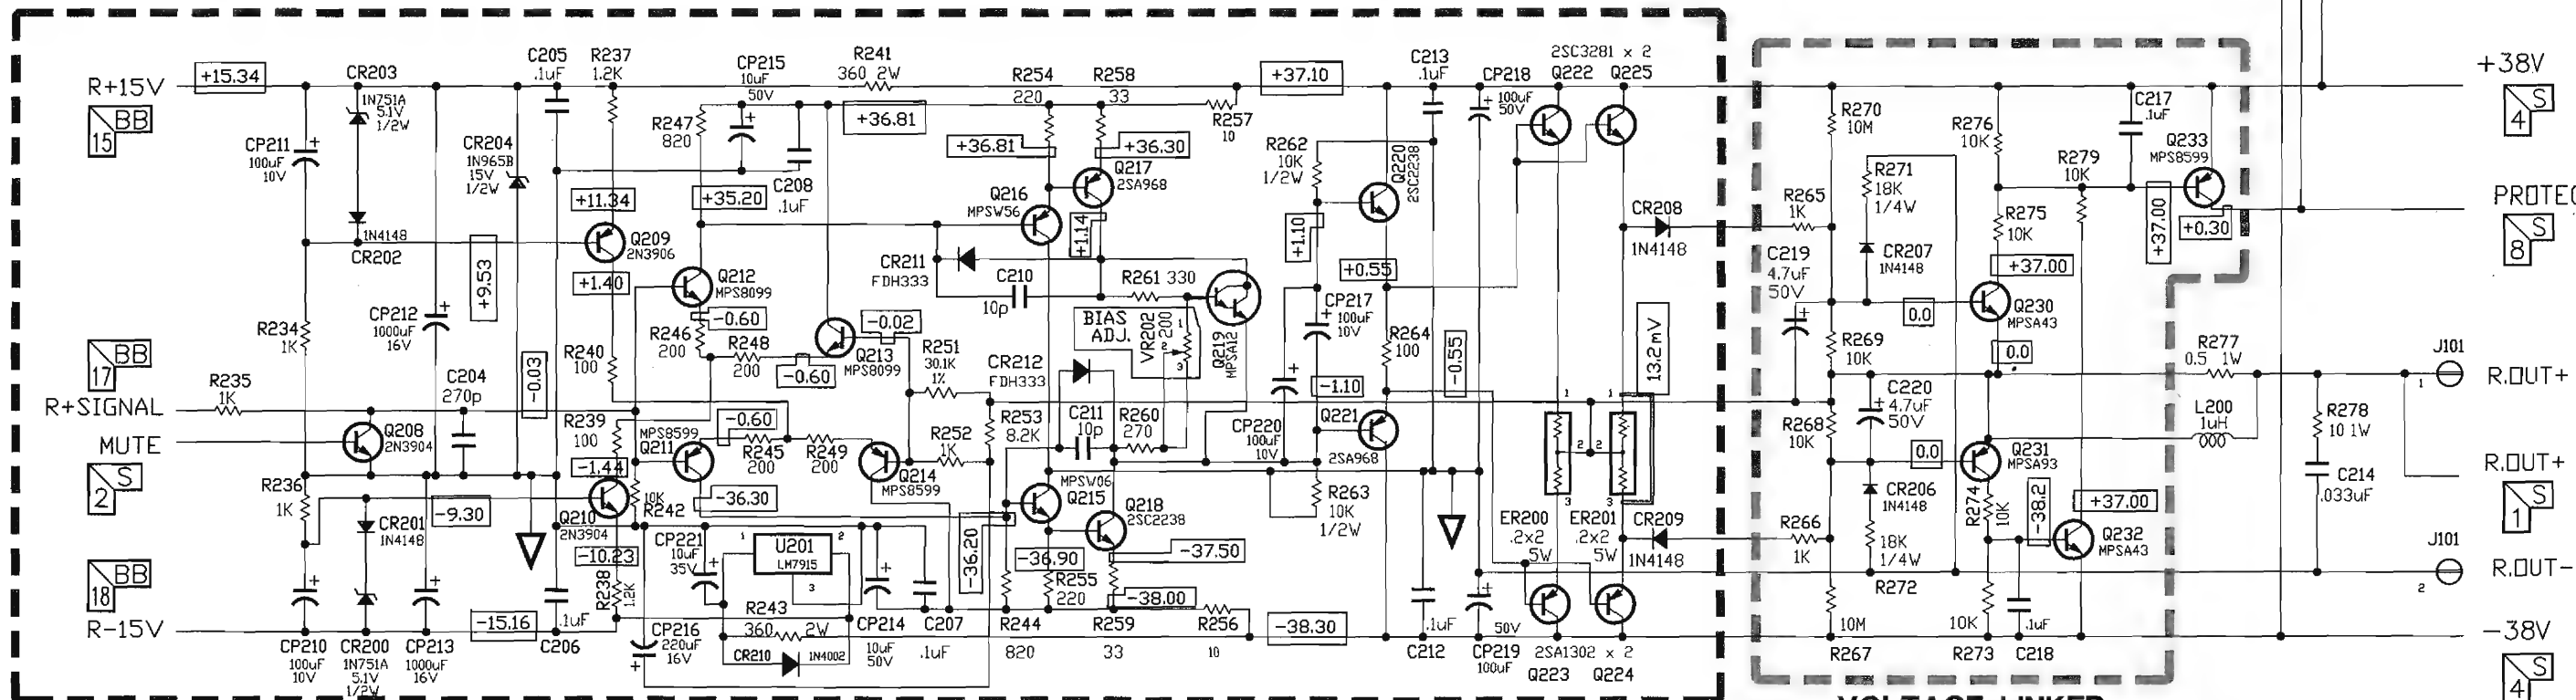 R+15V
BB
15
+15.34
CP211
100uF
10V
CR203
1N751A
5.1V
1/2W
1N4148
CR202
CR204
1N965B
15V
1/2W
CP212
1000uF
16V
+9.53
C205
.1uF
R237
1.2K
+11.34
Q209
2N3906
+1.40
R234
1K
BB
17
R+SIGNAL
R235
1K
MUTE
S
2
Q208
2N3904
C204
270p
-0.03
R240
100
R239
100
R236
1K
CR201
1N4148
-9.30
-1.44
Q210
2N3904
-10.23
R238
1.2K
10K
R242
BB
18
R-15V
CP210
100uF
10V
CR200
1N751A
5.1V
1/2W
CP213
1000uF
16V
-15.16
.1uF
C206
CP215
10uF
50V
R241
360 2W
R247
820
+36.81
+35.20
C208
.1uF
Q212
MPS8099
-0.60
R246
200
R248
200
-0.60
-0.02
Q213
MPS8099
MPS8599
Q211
-0.60
R245
200
R249
200
Q214
MPS8599
-36.30
R251
30.1K
1%
R252
1K
R253
8.2K
CP221
10uF
35V
1
U201
LM7915
2
3
R243
360 2W
CR210
1N4002
CP216
220uF
16V
CP214
10uF
50V
C207
.1uF
-36.20
R244
820
R254
220
R258
33
R257
10
+37.10
+36.81
+36.30
Q217
2SA968
Q216
MPSW56
+1.14
CR211
FDH333
C210
10p
R261 330
BIAS
ADJ.
VR202
200
1
2
3
Q219
MPSA12
CR212
FDH333
C211
10p
R260
270
MPSW06
Q215
Q218
2SC2238
-36.90
-37.50
R255
220
-38.00
R259
33
R256
10
-38.30
R262
10K
1/2W
+1.10
Q220
2SC2238
+0.55
CP217
100uF
10V
R264
100
-0.55
-1.10
CP220
100uF
10V
Q221
2SA968
R263
10K
1/2W
C213
.1uF
CP218
100uF
50V
2SC3281 x 2
Q222 Q225
CR208
1N4148
13.2mV
1
1
2
2
3
3
ER200
.2x2
5W
ER201
.2x2
5W
CR209
1N4148
.1uF
C212
50V
CP219
100uF
2SA1302 x 2
Q223 Q224
R270
10M
R265
1K
C219
4.7uF
50V
R271
18K
1/4W
CR207
1N4148
0.0
R269
10K
R268
10K
C220
4.7uF
50V
0.0
CR206
1N4148
18K
1/4W
R272
R266
1K
10M
R267
R276
10K
R275
10K
+37.00
Q230
MPSA43
0.0
Q231
MPSA93
R274
10K
-38.2
10K
R273
.1uF
C218
R279
10K
C217
.1uF
Q233
MPS8599
+37.00
+0.30
+37.00
Q232
MPSA43
R277
0.5 1W
L200
1uH
R278
10 1W
C214
.033uF
+38V
S
4
PROTEC
S
8
J101
1
R.OUT+
R.OUT+
S
1
J101
2
R.OUT-
-38V
S
4
VOLTAGE LINKED